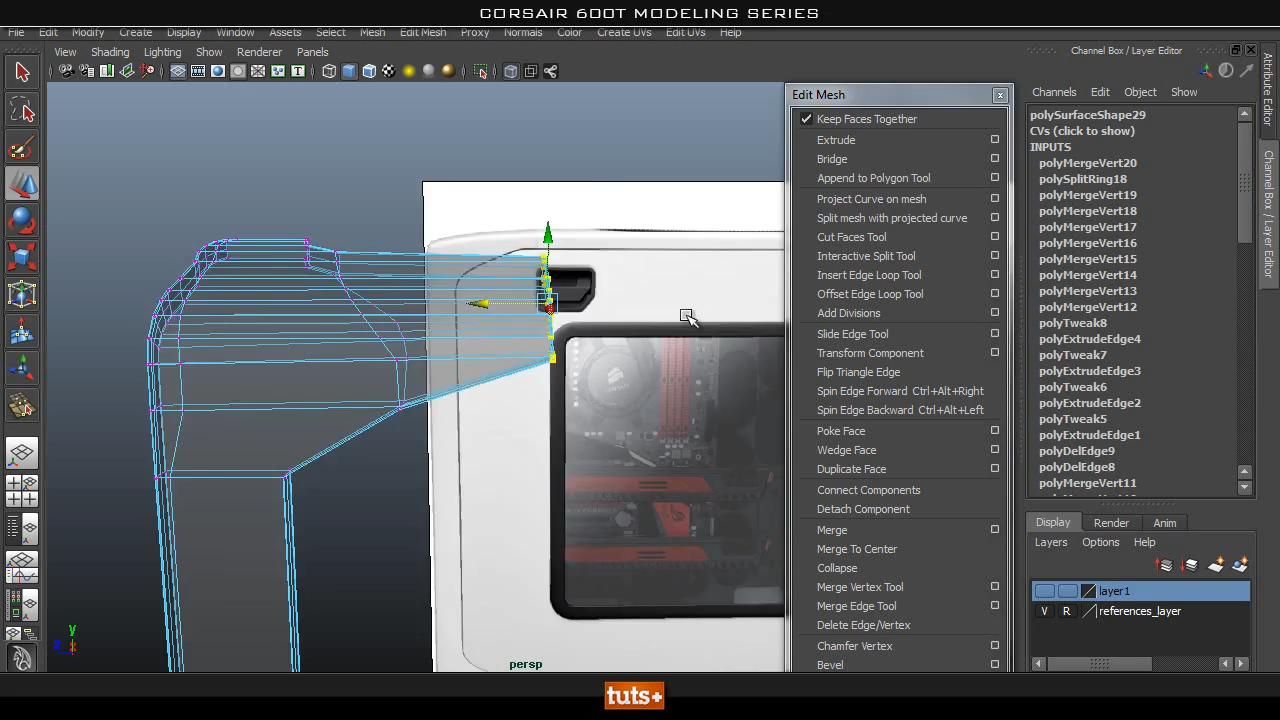 CORSAIR 600T MODELING SERIES
File Edit Modify Create Display Window Assets Select Mesh Edit Mesh Proxy Normals Color Create UVs Edit UVs Help
View Shading Lighting Show Renderer Panels
Channel Box / Layer Editor
Edit Mesh
Keep Faces Together
Extrude
Bridge
Append to Polygon Tool
Project Curve on mesh
Split mesh with projected curve
Cut Faces Tool
Interactive Split Tool
Insert Edge Loop Tool
Offset Edge Loop Tool
Add Divisions
Slide Edge Tool
Transform Component
Flip Triangle Edge
Spin Edge Forward Ctrl+Alt+Right
Spin Edge Backward Ctrl+Alt+Left
Poke Face
Wedge Face
Duplicate Face
Connect Components
Detach Component
Merge
Merge To Center
Collapse
Merge Vertex Tool
Merge Edge Tool
Delete Edge/Vertex
Chamfer Vertex
Bevel
Channels Edit Object Show
polySurfaceShape29
CVs (click to show)
INPUTS
polyMergeVert20
polySplitRing18
polyMergeVert19
polyMergeVert18
polyMergeVert17
polyMergeVert16
polyMergeVert15
polyMergeVert14
polyMergeVert13
polyMergeVert12
polyTweak8
polyExtrudeEdge4
polyTweak7
polyExtrudeEdge3
polyTweak6
polyExtrudeEdge2
polyTweak5
polyExtrudeEdge1
polyDelEdge9
polyDelEdge8
polyMergeVert11
Display Render Anim
Layers Options Help
layer1
V R references_layer
Attribute Editor
Channel Box / Layer Editor
y
persp
tuts+